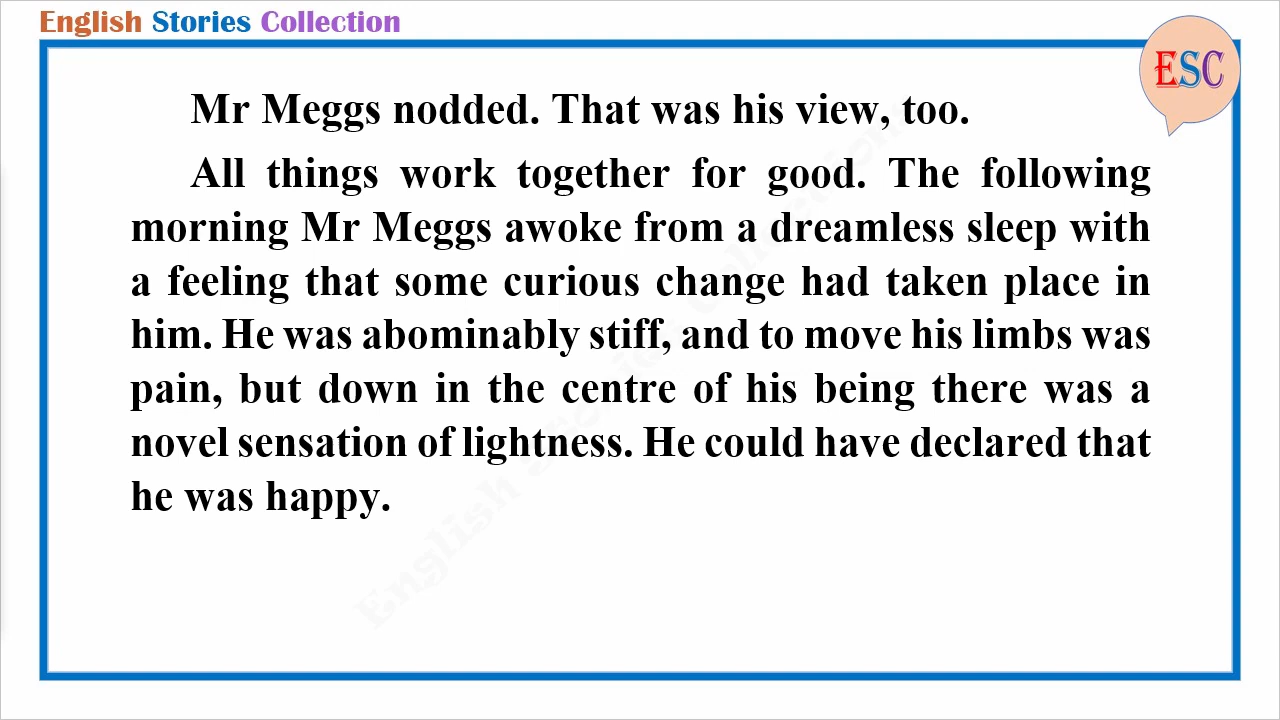 English Stories Collection
ESC
Mr Meggs nodded. That was his view, too.
All things work together for good. The following
morning Mr Meggs awoke from a dreamless sleep with
a feeling that some curious change had taken place in
him. He was abominably stiff, and to move his limbs was
pain, but down in the centre of his being there was a
novel sensation of lightness. He could have declared that
he was happy.
English Stories Collection